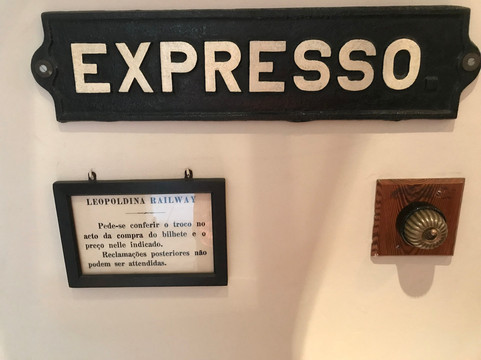 EXPRESSO.
LEOPOLDINA RAILWAY
Pede-se conferir o troco no
acto da compra do bilhete e o
preço nelle indicado.
Reclamações posteriores não
podem ser attendidas.